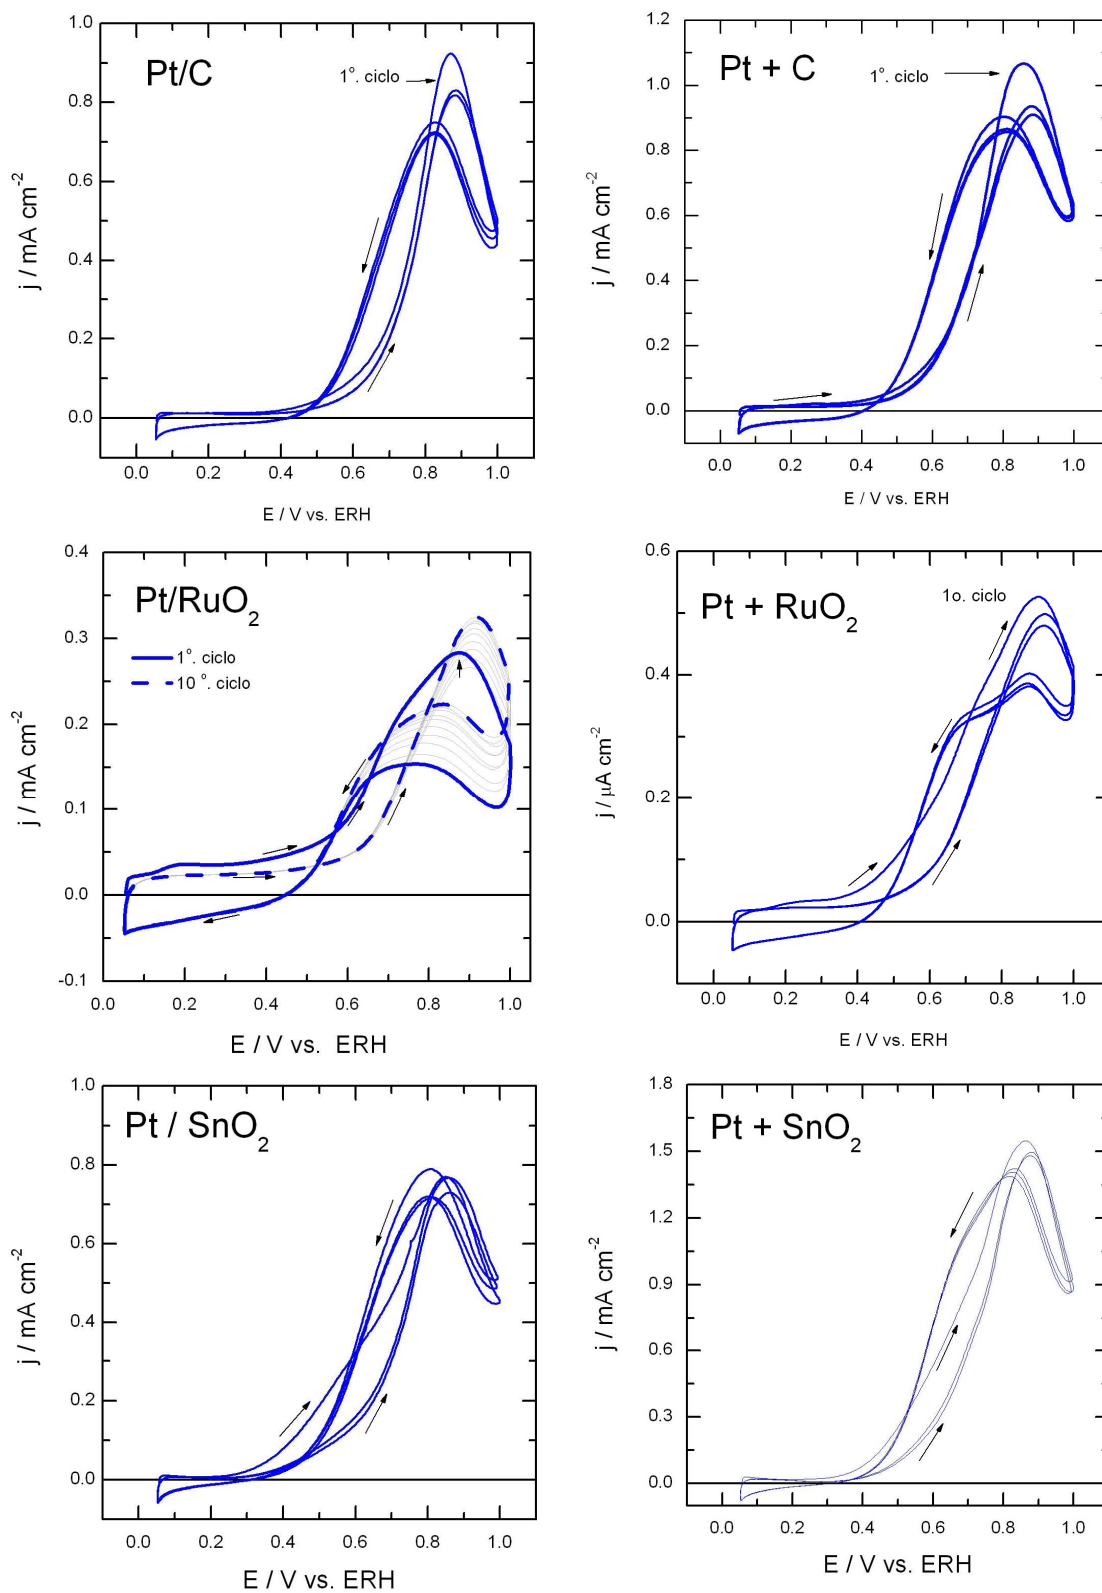 Pt/C
1°. ciclo
1.0
0.8
0.6
0.4
0.2
0.0
j / mA cm-2
0.0 0.2 0.4 0.6 0.8 1.0
E / V vs. ERH
Pt + C
1°. ciclo
1.2
1.0
0.8
0.6
0.4
0.2
0.0
j / mA cm-2
0.0 0.2 0.4 0.6 0.8 1.0
E / V vs. ERH
Pt/RuO2
1°. ciclo
10 °. ciclo
0.4
0.3
0.2
0.1
0.0
-0.1
j / mA cm-2
0.0 0.2 0.4 0.6 0.8 1.0
E / V vs. ERH
Pt + RuO2
1o. ciclo
0.6
0.4
0.2
0.0
j / μA cm-2
0.0 0.2 0.4 0.6 0.8 1.0
E / V vs. ERH
Pt / SnO2
1.0
0.8
0.6
0.4
0.2
0.0
j / mA cm-2
0.0 0.2 0.4 0.6 0.8 1.0
E / V vs. ERH
Pt + SnO2
1.8
1.5
1.2
0.9
0.6
0.3
0.0
j / mA cm-2
0.0 0.2 0.4 0.6 0.8 1.0
E / V vs. ERH